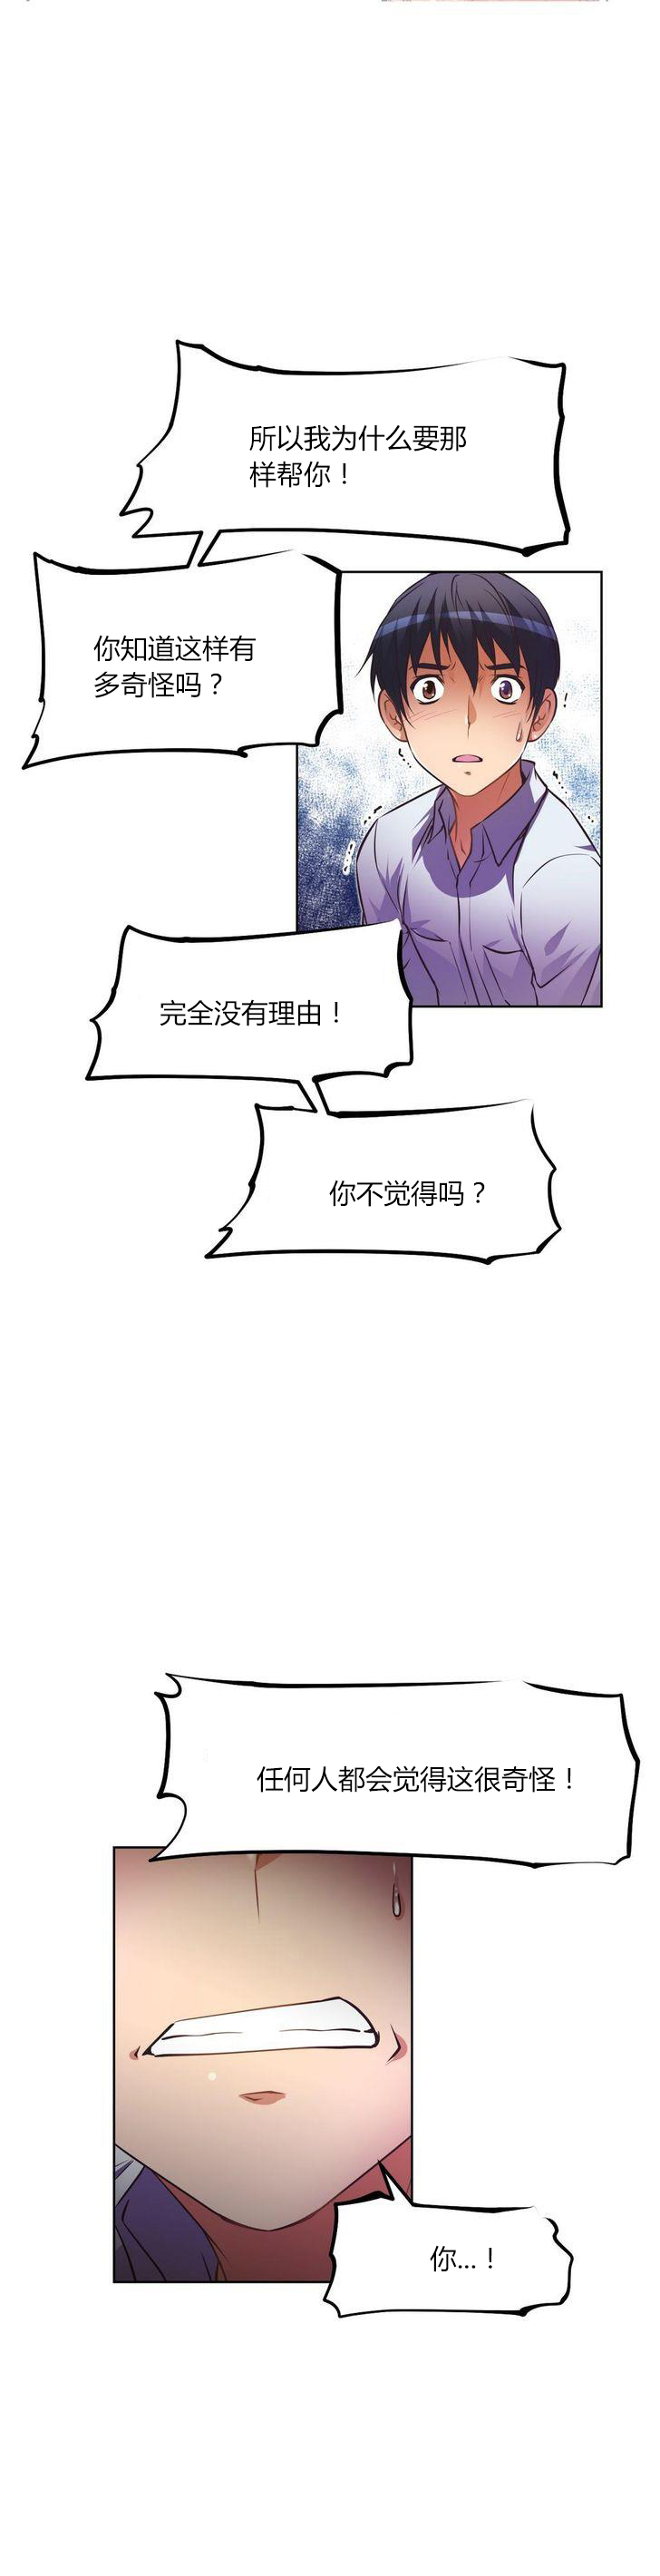 所以我为什么要那
样帮你！
你知道这样有
多奇怪吗？
完全没有理由！
你不觉得吗？
任何人都会觉得这很奇怪！
你…！